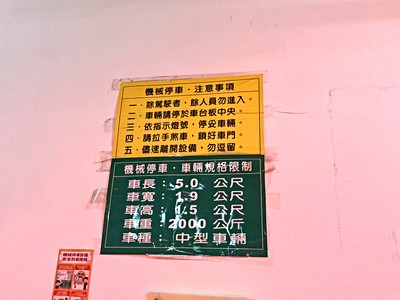 機械停車﹐注意事項
一、除駕駛者，餘人員勿進入。
二、車輛請停於車台板中央。
三、依指示燈號，停妥車輛。
四、請拉手煞車，鎖好車門。
五、儘速離開設備，勿逗留。
機械停車﹐車輛規格限制
車長：5.0 公尺
車寬：1.9 公尺
車高：1.5 公尺
車重：2000公斤
車種：中型車輛